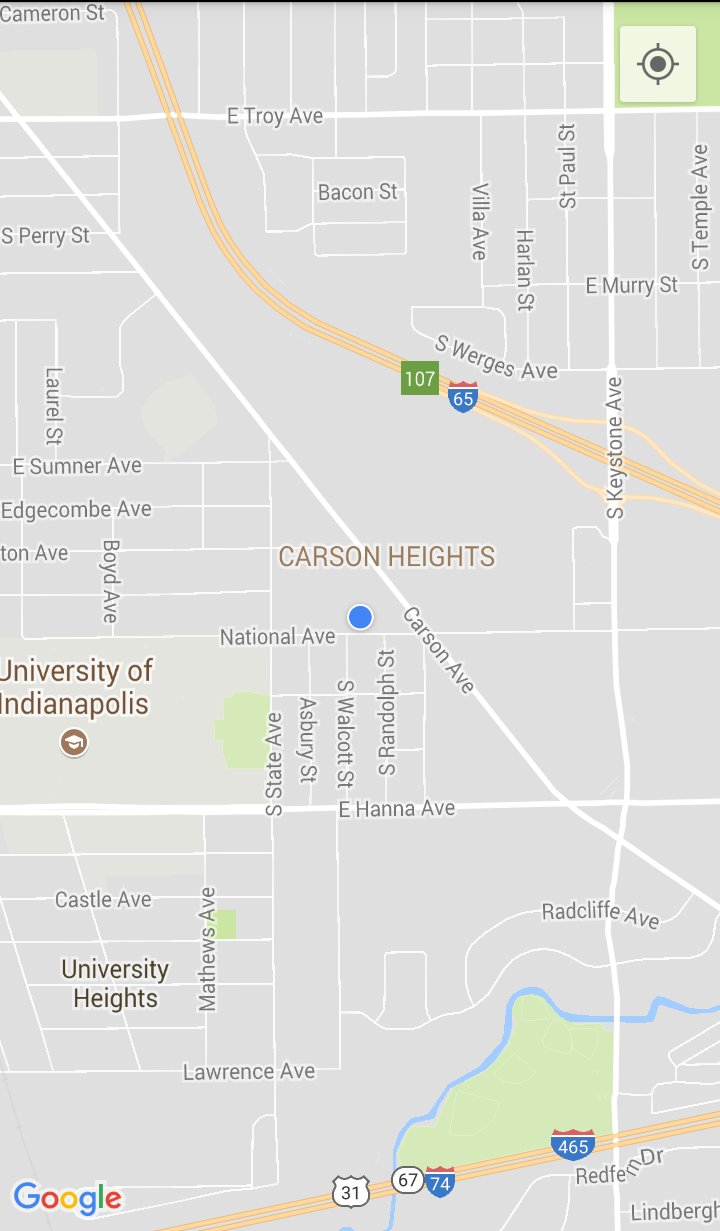 Cameron St
E Troy Ave
St Paul St
S Temple Ave
Bacon St
Villa Ave
S Perry St
Harlan St
E Murry St
S Werges Ave
107
65
Laurel St
S Keystone Ave
E Sumner Ave
Edgecombe Ave
ton Ave
CARSON HEIGHTS
Boyd Ave
National Ave
Carson Ave
University of
Indianapolis
S Walcott St
S Randolph St
Asbury St
S State Ave
E Hanna Ave
Castle Ave
Mathews Ave
Radcliffe Ave
University
Heights
Lawrence Ave
465
Redfern Dr
67
74
31
Google
Lindbergh